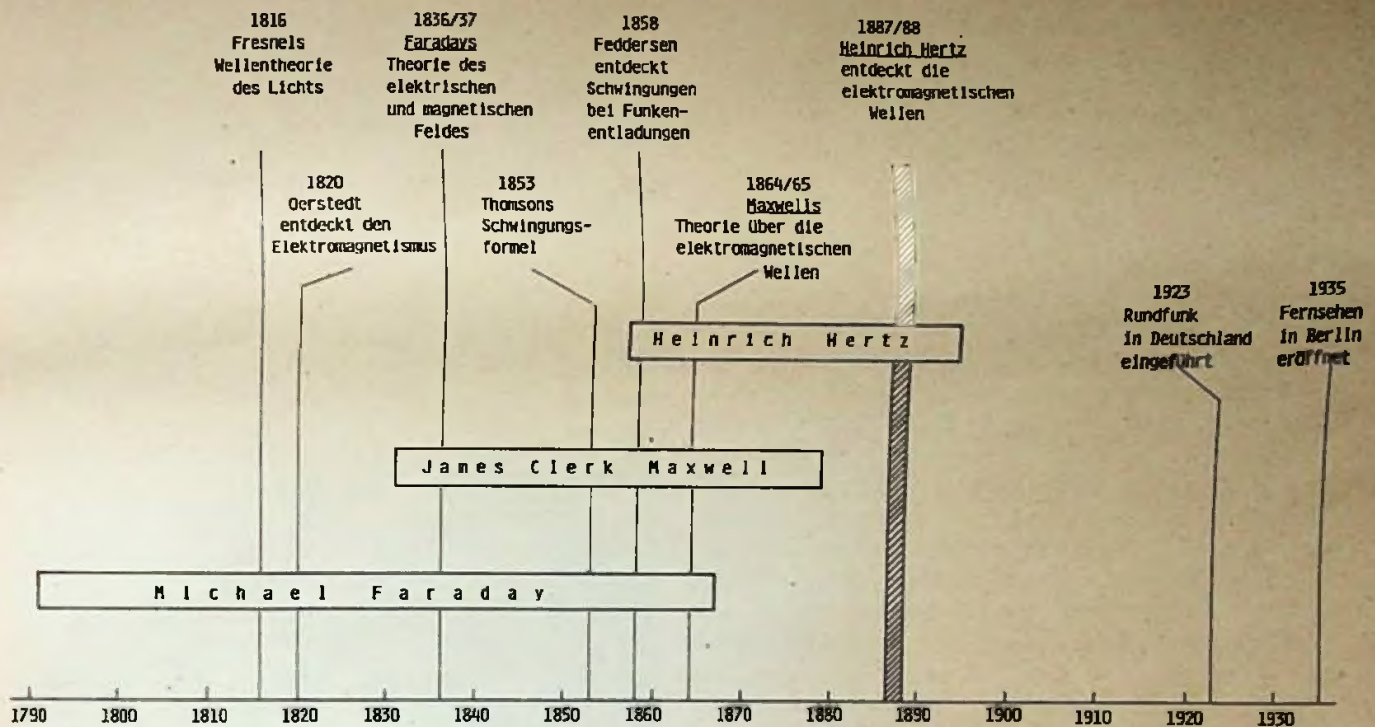 1816
Fresnels
Wellentheorie
des Lichts
1836/37
Faradays
Theorie des
elektrischen
und magnetischen
Feldes
1858
Feddersen
entdeckt
Schwingungen
bei Funken-
entladungen
1887/88
Heinrich Hertz
entdeckt die
elektromagnetischen
Wellen
1820
Oerstedt
entdeckt den
Elektromagnetismus
1853
Thomsons
Schwingungs-
formel
1864/65
Maxwells
Theorie über die
elektromagnetischen
Wellen
1923
Rundfunk
in Deutschland
eingeführt
1935
Fernsehen
in Berlin
eröffnet
Heinrich Hertz
James Clerk Maxwell
Michael Faraday
1790 1800 1810 1820 1830 1840 1850 1860 1870 1880 1890 1900 1910 1920 1930